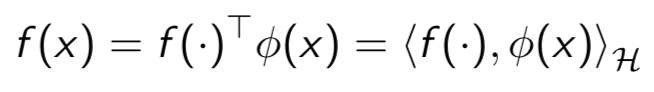 f(x) = f(·)^⊤ φ(x) = ⟨f(·), φ(x)⟩_ℋ